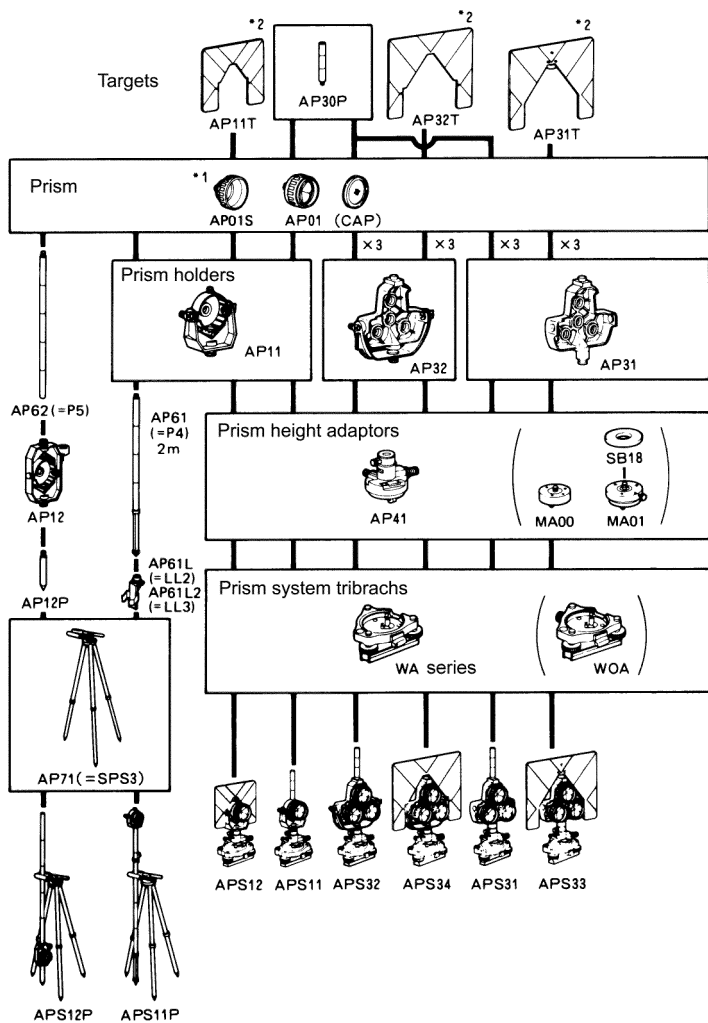 *2
*2
*2
Targets
AP30P
AP11T
AP32T
AP31T
Prism
*1
AP01S
AP01
(CAP)
×3
×3
×3
×3
Prism holders
AP11
AP32
AP31
AP62(=P5)
AP61
(=P4)
2m
Prism height adaptors
SB18
AP12
AP41
MA00
MA01
AP61L
(=LL2)
AP61L2
(=LL3)
AP12P
Prism system tribrachs
WA series
WOA
AP71(=SPS3)
APS12
APS11
APS32
APS34
APS31
APS33
APS12P
APS11P